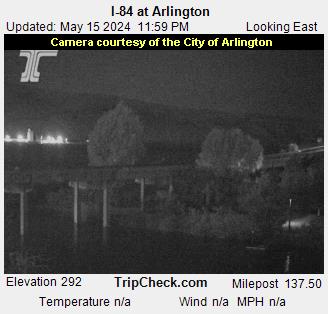 I-84 at Arlington
Updated: May 15 2024 11:59 PM Looking East
Camera courtesy of the City of Arlington
Elevation 292 TripCheck.com Milepost 137.50
Temperature n/a Wind n/a MPH n/a